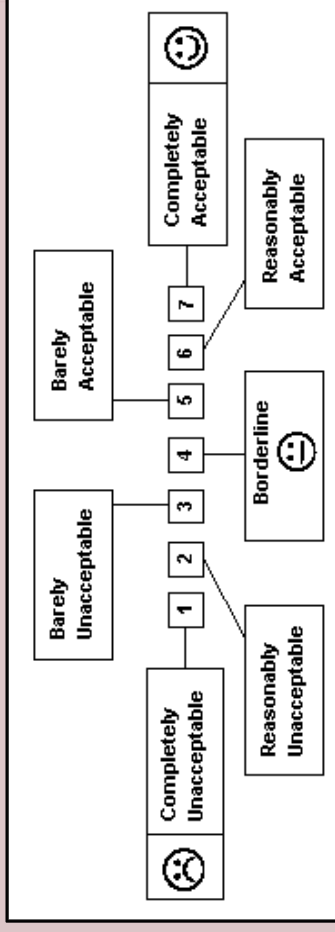 Barely
Unacceptable
Barely
Acceptable
Completely
Unacceptable
1
2
3
4
5
6
7
Completely
Acceptable
Reasonably
Unacceptable
Borderline
Reasonably
Acceptable